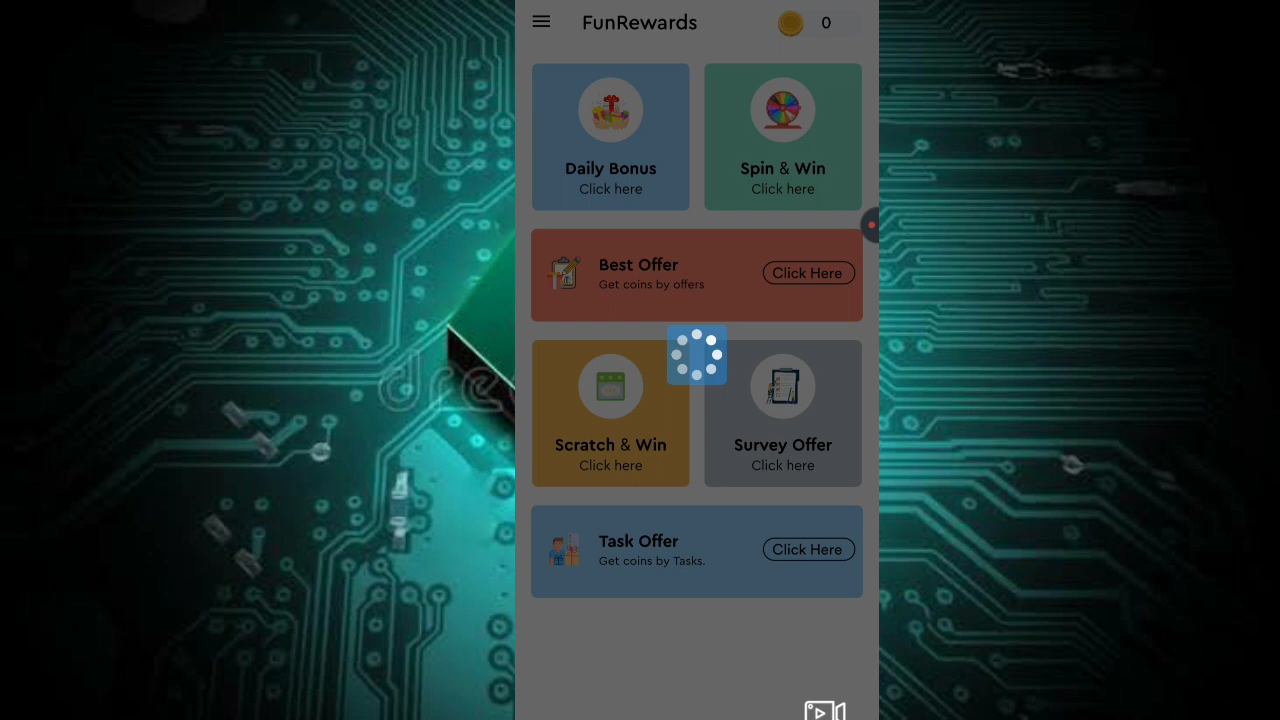 FunRewards
0
Daily Bonus
Click here
Spin & Win
Click here
Best Offer
Get coins by offers
Click Here
Scratch & Win
Click here
Survey Offer
Click here
Task Offer
Get coins by Tasks.
Click Here